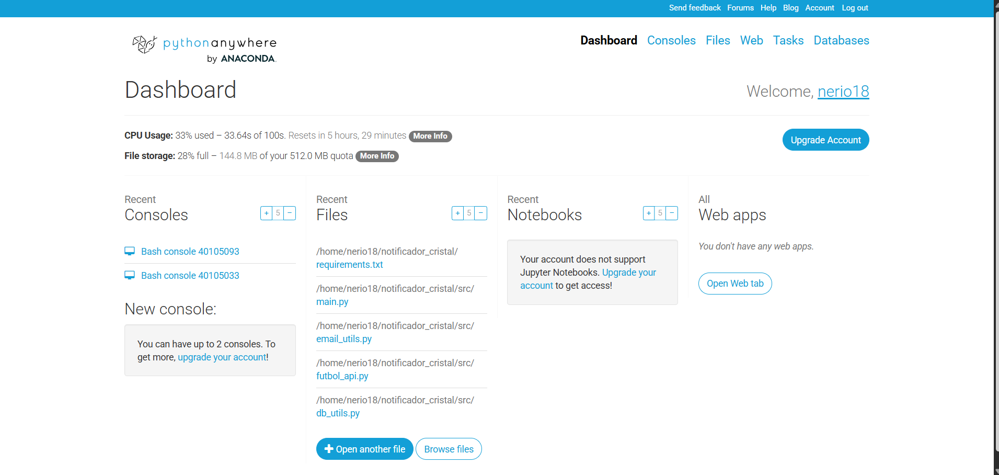 Send feedback Forums Help Blog Account Log out
pythonanywhere
by ANACONDA.
Dashboard Consoles Files Web Tasks Databases
Dashboard
Welcome, nerio18
CPU Usage: 33% used – 33.64s of 100s. Resets in 5 hours, 29 minutes More Info
Upgrade Account
File storage: 28% full – 144.8 MB of your 512.0 MB quota More Info
Recent
Consoles
+ 5 −
Bash console 40105093
Bash console 40105033
New console:
You can have up to 2 consoles. To
get more, upgrade your account!
Recent
Files
+ 5 −
/home/nerio18/notificador_cristal/
requirements.txt
/home/nerio18/notificador_cristal/src/
main.py
/home/nerio18/notificador_cristal/src/
email_utils.py
/home/nerio18/notificador_cristal/src/
futbol_api.py
/home/nerio18/notificador_cristal/src/
db_utils.py
Open another file Browse files
Recent
Notebooks
+ 5 −
Your account does not support
Jupyter Notebooks. Upgrade your
account to get access!
All
Web apps
You don't have any web apps.
Open Web tab